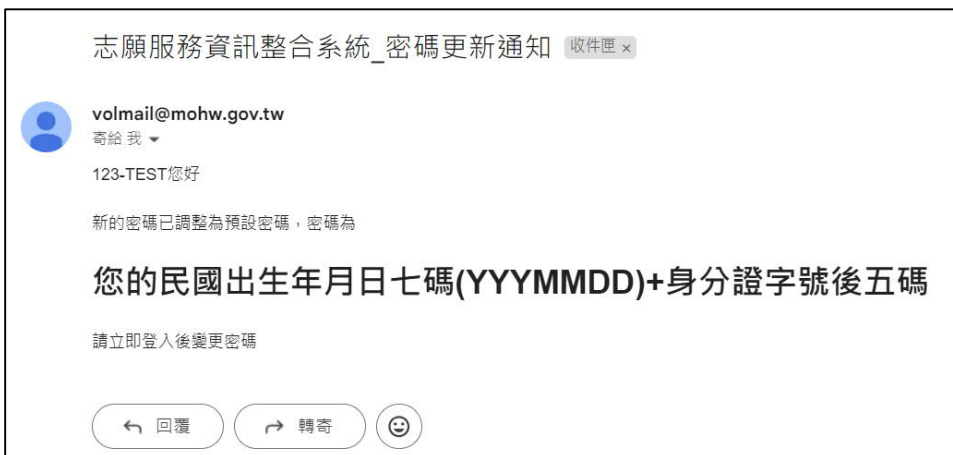 志願服務資訊整合系統_密碼更新通知 收件匣 ×
volmail@mohw.gov.tw
寄給 我
123-TEST您好
新的密碼已調整為預設密碼，密碼為
您的民國出生年月日七碼(YYYMMDD)+身分證字號後五碼
請立即登入後變更密碼
回覆 轉寄